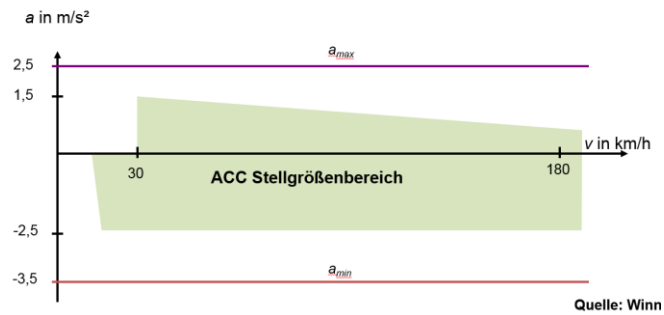 a in m/s²
2,5
a_max
1,5
v in km/h
30
180
ACC Stellgrößenbereich
-2,5
a_min
-3,5
Quelle: Winn